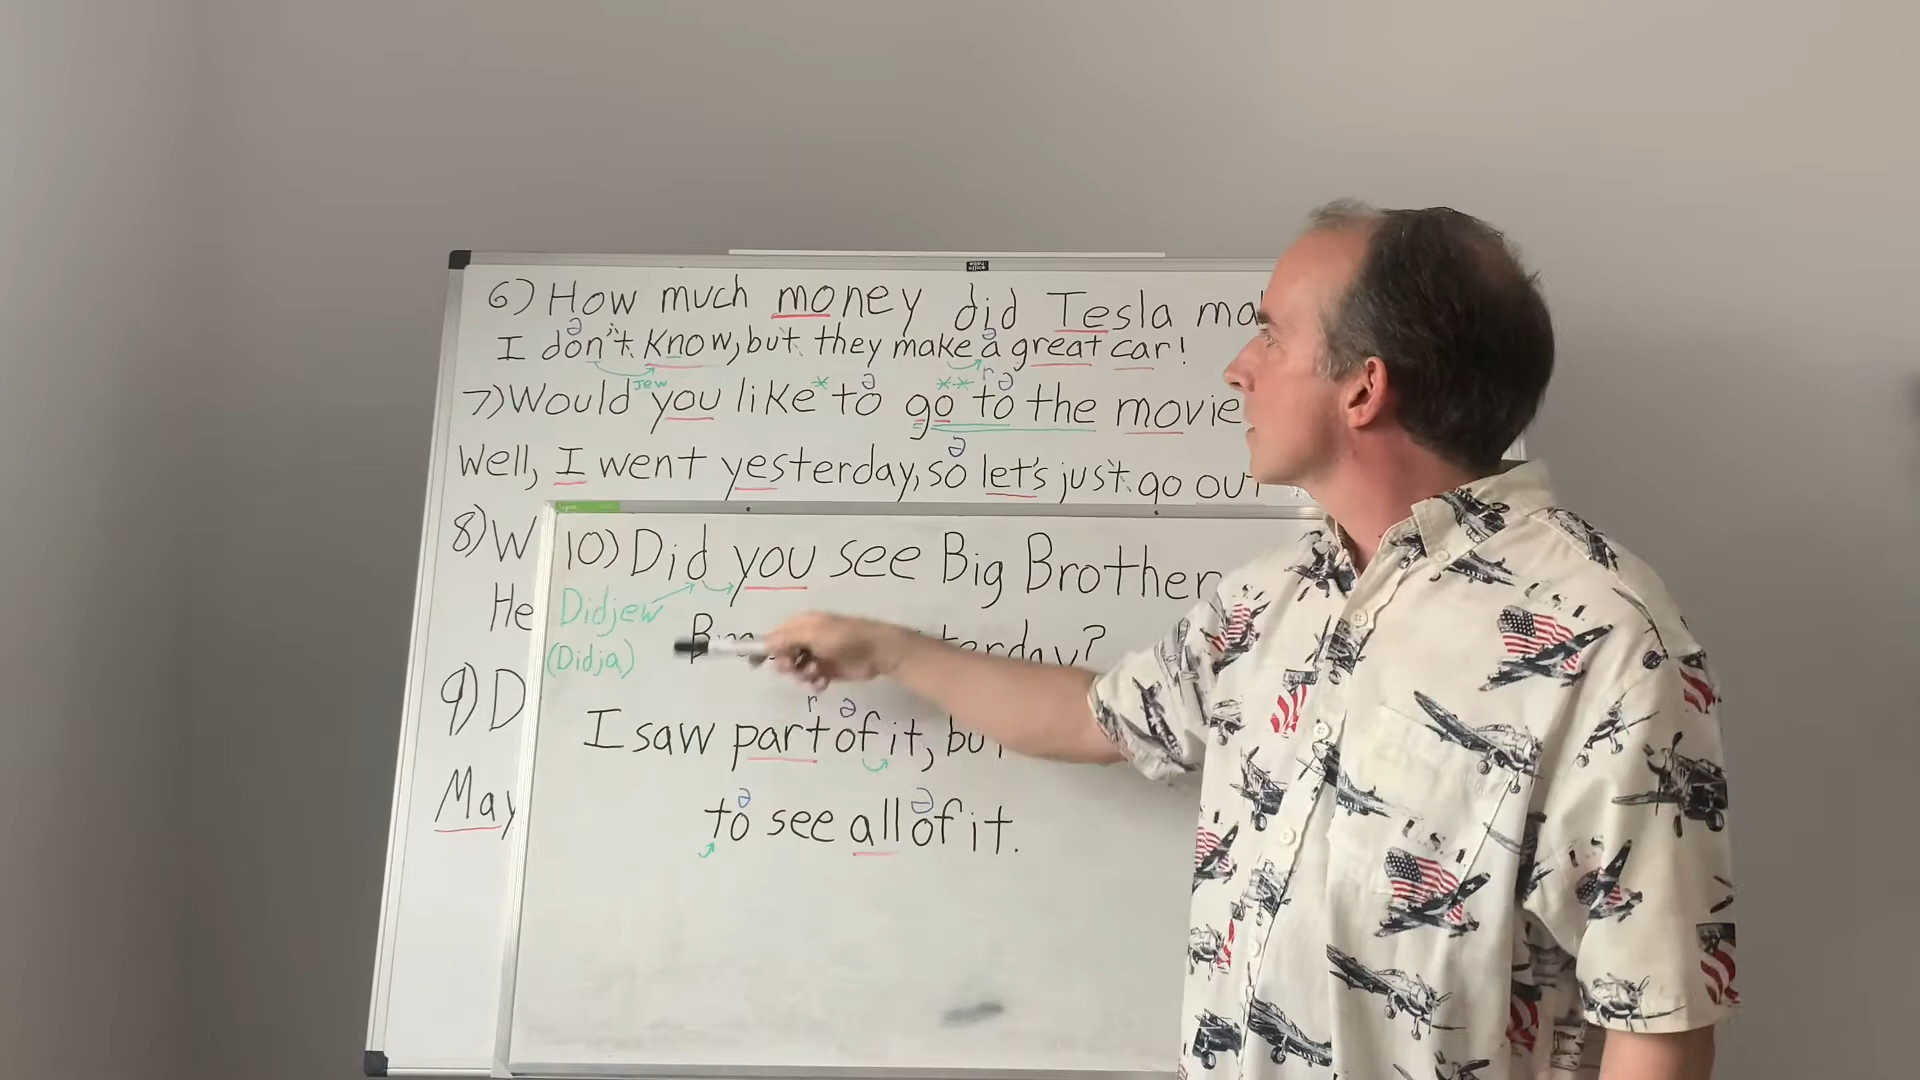 6) How much money did Tesla
I don't know, but they make a great car!
7) Would you like to go to the movie
Well, I went yesterday, so let's just go out
8) W
He
9) D
May
10) Did you see Big Brother
Didjew
(Didja)
I saw part of it, but
to see all of it.